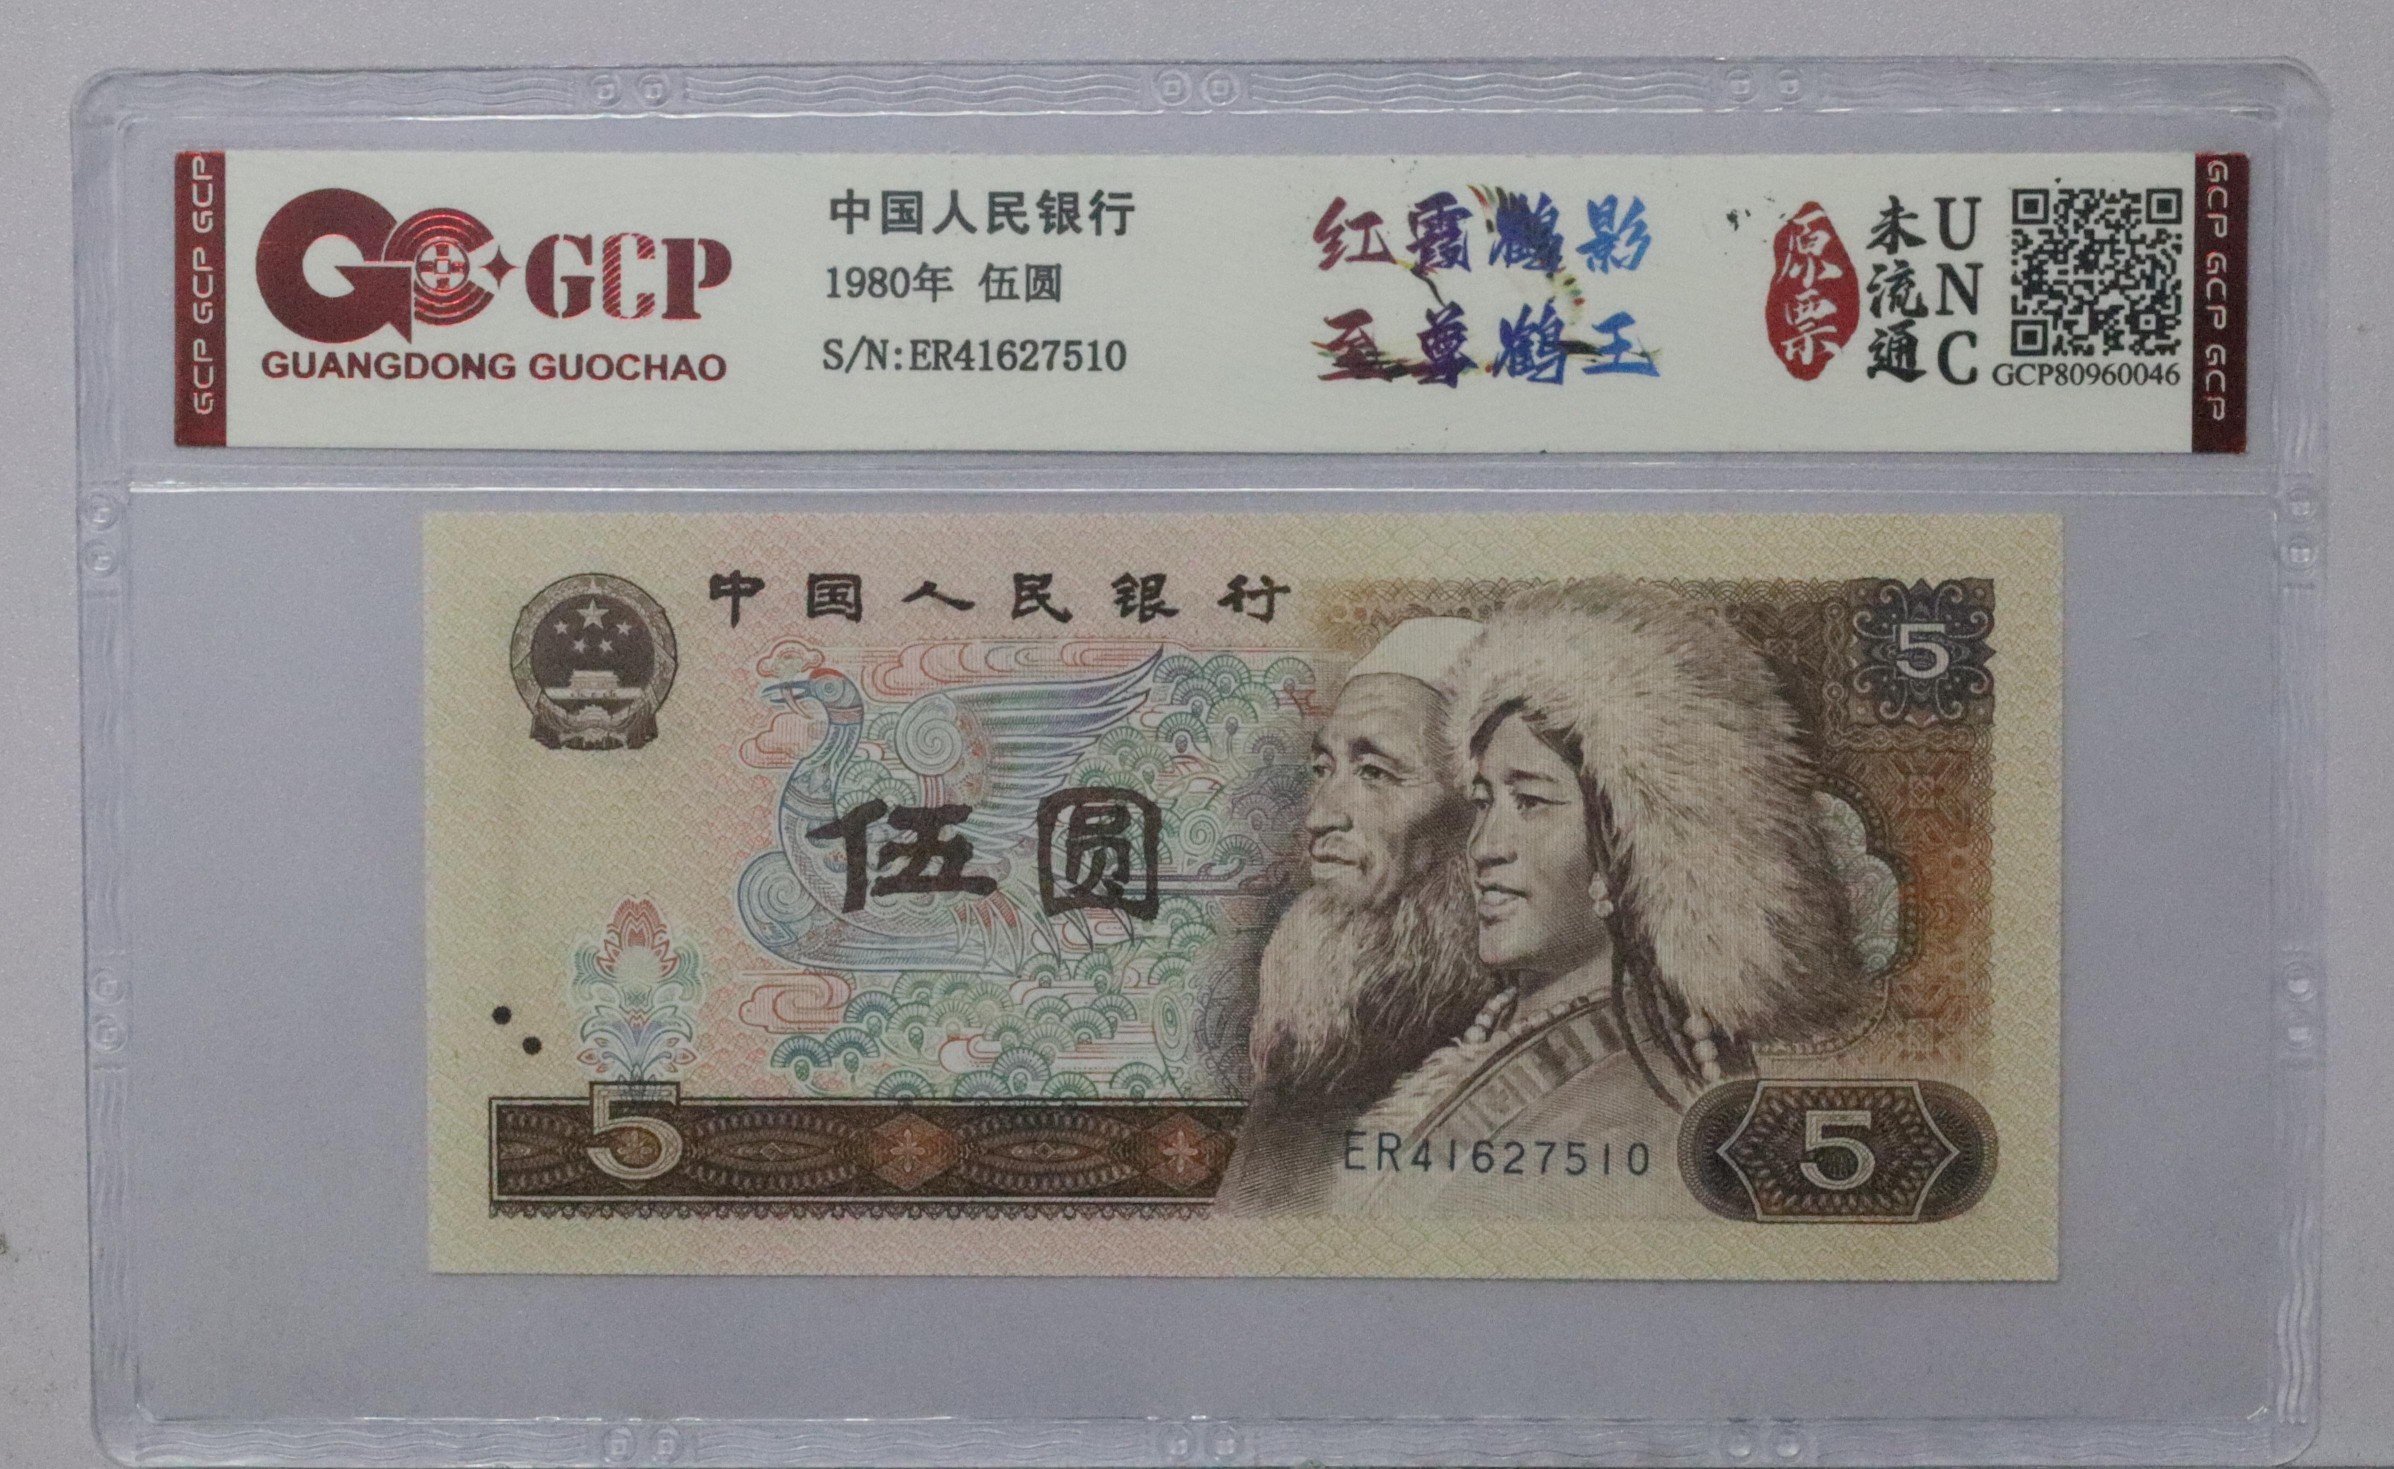 GCP GCP GCP
GCP
GUANGDONG GUOCHAO
中国人民银行
1980年 伍圆
S/N:ER41627510
红霞鹤影
至尊鹤王
原票
未流通
UNC
GCP80960046
GCP GCP GCP
中国人民银行
5
伍圆
5
ER41627510
5